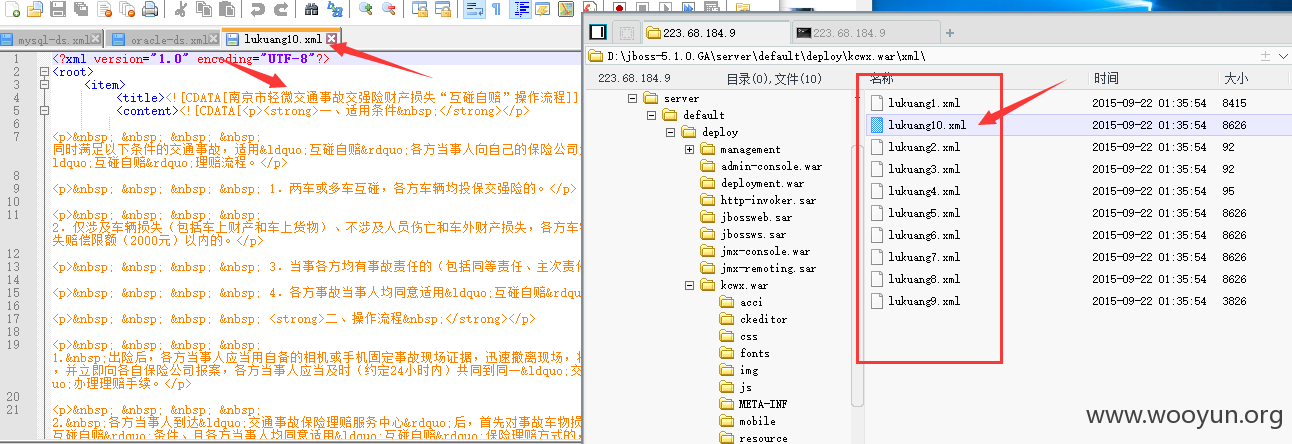 mysql-ds.xml
oracle-ds.xml
lukuang10.xml
1 <?xml version="1.0" encoding="UTF-8"?>
2 <root>
3 <item>
4 <title><![CDATA[南京市轻微交通事故交强险财产损失“互碰自赔”操作流程]]
5 <content><![CDATA[<p><strong>一、适用条件&nbsp;</strong></p>
6
7 <p>&nbsp; &nbsp; &nbsp;
同时满足以下条件的交通事故，适用&ldquo;互碰自赔&rdquo;各方当事人向自己的保险公司
ldquo;互碰自赔&rdquo;理赔流程。</p>
8
9 <p>&nbsp; &nbsp; &nbsp; 1．两车或多车互碰，各方车辆均投保交强险的。</p>
10
11 <p>&nbsp; &nbsp; &nbsp;
2．仅涉及车辆损失（包括车上财产和车上货物）、不涉及人员伤亡和车外财产损失，各方车
失赔偿限额（2000元）以内的。</p>
12
13 <p>&nbsp; &nbsp; &nbsp; 3．当事各方均有事故责任的（包括同等责任、主次责任
14
15 <p>&nbsp; &nbsp; &nbsp; 4．各方事故当事人均同意适用&ldquo;互碰自赔&rdquo
16
17 <p>&nbsp; &nbsp; &nbsp; <strong>二、操作流程&nbsp;</strong></p>
18
19 <p>&nbsp; &nbsp; &nbsp;
1.&nbsp;出险后，各方当事人应当用自备的相机或手机固定事故现场证据，迅速撤离现场，
，并立即向各自保险公司报案，各方当事人应当及时（约定24小时内）共同到同一&ldquo;交
uo;办理理赔手续。</p>
20
21 <p>&nbsp; &nbsp; &nbsp;
2.&nbsp;各方当事人到达&ldquo;交通事故保险理赔服务中心&rdquo;后，首先对事故车物损
互碰自赔&rdquo;条件、且各方当事人均同意适用&ldquo;互碰自赔&rdquo;保险理赔方式的，
223.68.184.9
223.68.184.9
D:\jboss-5.1.0.GA\server\default\deploy\kcwx.war\xml\
223.68.184.9 目录(0),文件(10) 名称 时间 大小
server
default
deploy
management
admin-console.war
deployment.war
http-invoker.sar
jbossweb.sar
jbossws.sar
jmx-console.war
jmx-remoting.sar
kcwx.war
acci
ckeditor
css
fonts
img
js
META-INF
mobile
resource
lukuang1.xml 2015-09-22 01:35:54 8415
lukuang10.xml 2015-09-22 01:35:54 8626
lukuang2.xml 2015-09-22 01:35:54 92
lukuang3.xml 2015-09-22 01:35:54 92
lukuang4.xml 2015-09-22 01:35:54 95
lukuang5.xml 2015-09-22 01:35:54 8626
lukuang6.xml 2015-09-22 01:35:54 8626
lukuang7.xml 2015-09-22 01:35:54 8626
lukuang8.xml 2015-09-22 01:35:54 8626
lukuang9.xml 2015-09-22 01:35:54 3826
www.wooyun.org